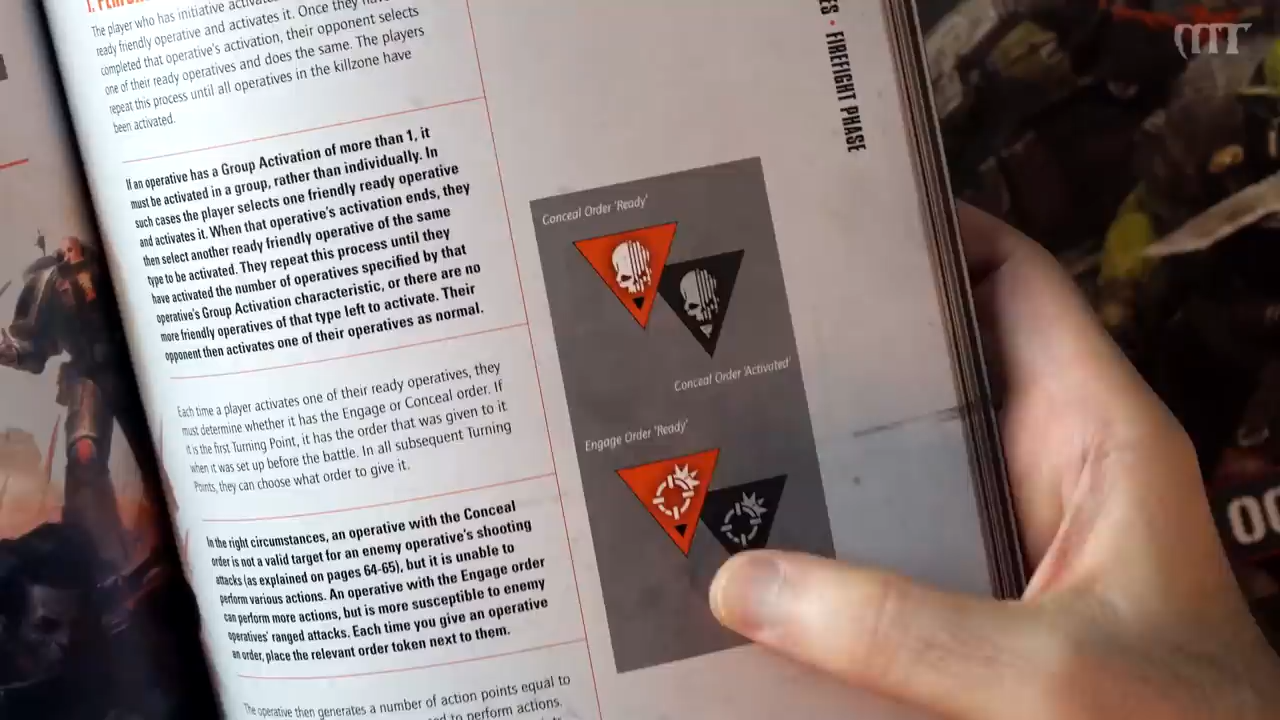 The player who has initiative
ready friendly operative and activates it. Once they
completed that operative's activation, their opponent selects
one of their ready operatives and does the same. The players
repeat this process until all operatives in the killzone have
been activated.
If an operative has a Group Activation of more than 1, it
must be activated in a group, rather than individually. In
such cases the player selects one friendly ready operative
and activates it. When that operative's activation ends, they
then select another ready friendly operative of the same
type to be activated. They repeat this process until they
have activated the number of operatives specified by that
operative's Group Activation characteristic, or there are no
more friendly operatives of that type left to activate. Their
opponent then activates one of their operatives as normal.
Each time a player activates one of their ready operatives, they
must determine whether it has the Engage or Conceal order. If
it is the first Turning Point, it has the order that was given to it
when it was set up before the battle. In all subsequent Turning
Points, they can choose what order to give it.
In the right circumstances, an operative with the Conceal
order is not a valid target for an enemy operative's shooting
attacks (as explained on pages 64-65), but it is unable to
perform various actions. An operative with the Engage order
can perform more actions, but is more susceptible to enemy
operatives' ranged attacks. Each time you give an operative
an order, place the relevant order token next to them.
The operative then generates a number of action points equal to
to perform actions.
Conceal Order 'Ready'
Conceal Order 'Activated'
Engage Order 'Ready'
• FIREFIGHT PHASE
MT